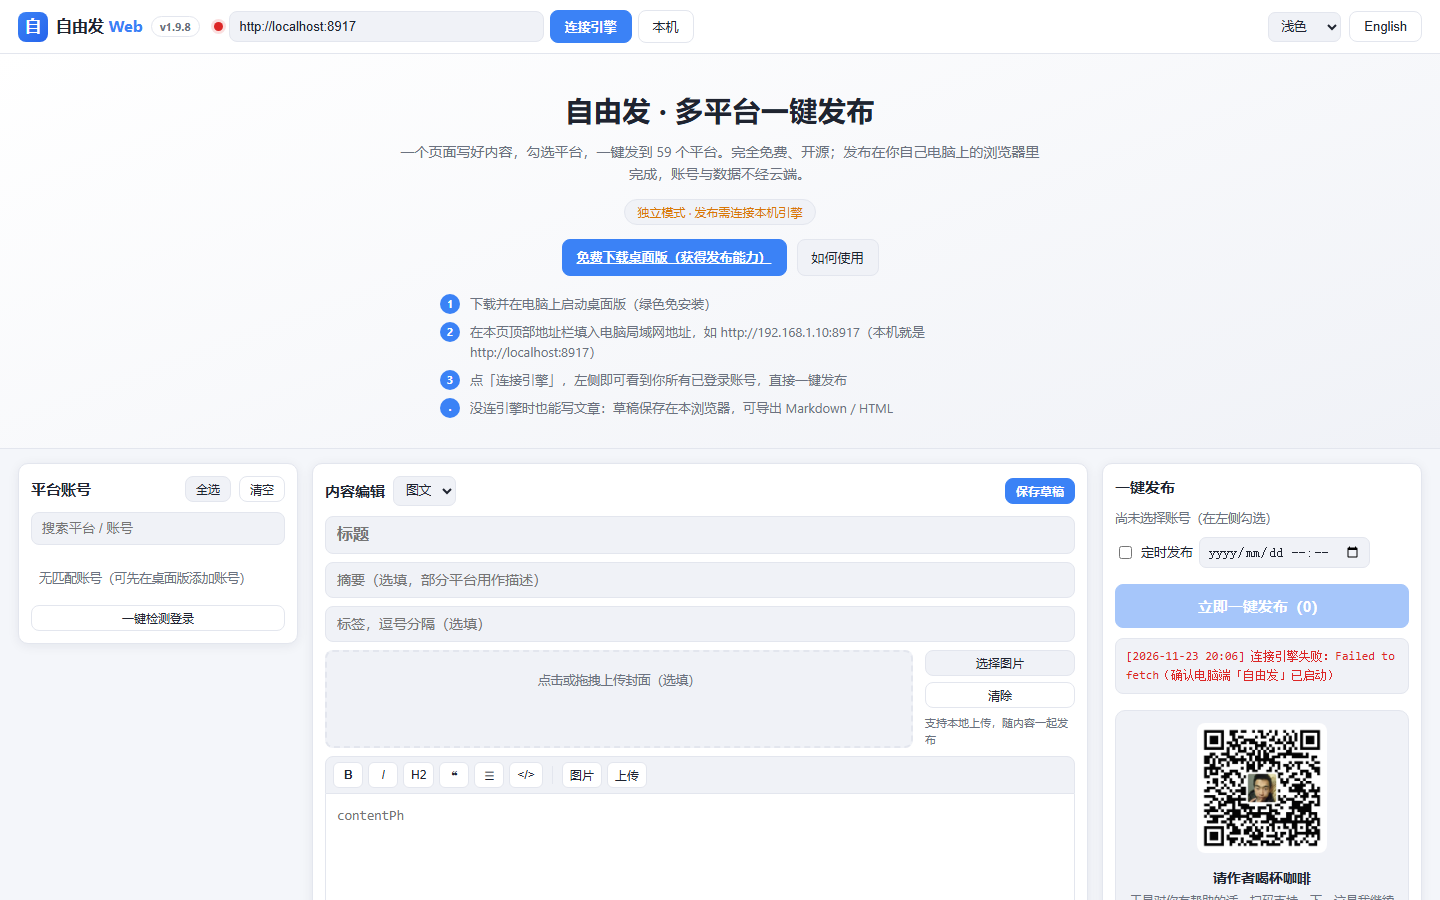 自 自由发 Web v1.9.8 http://localhost:8917 连接引擎 本机 浅色 English
自由发 · 多平台一键发布
一个页面写好内容，勾选平台，一键发到 59 个平台。完全免费、开源；发布在你自己电脑上的浏览器里
完成，账号与数据不经云端。
独立模式 · 发布需连接本机引擎
免费下载桌面版（获得发布能力） 如何使用
1 下载并在电脑上启动桌面版（绿色免安装）
2 在本页顶部地址栏填入电脑局域网地址，如 http://192.168.1.10:8917（本机就是
http://localhost:8917）
3 点「连接引擎」，左侧即可看到你所有已登录账号，直接一键发布
· 没连引擎时也能写文章：草稿保存在本浏览器，可导出 Markdown / HTML
平台账号 全选 清空
搜索平台 / 账号
无匹配账号（可先在桌面版添加账号）
一键检测登录
内容编辑 图文 保存草稿
标题
摘要（选填，部分平台用作描述）
标签，逗号分隔（选填）
点击或拖拽上传封面（选填）
选择图片
清除
支持本地上传，随内容一起发
布
B I H2 ❝ ☰ </> 图片 上传
contentPh
一键发布
尚未选择账号（在左侧勾选）
定时发布 yyyy/mm/dd --:--
立即一键发布（0）
[2026-11-23 20:06] 连接引擎失败：Failed to
fetch（确认电脑端「自由发」已启动）
请作者喝杯咖啡